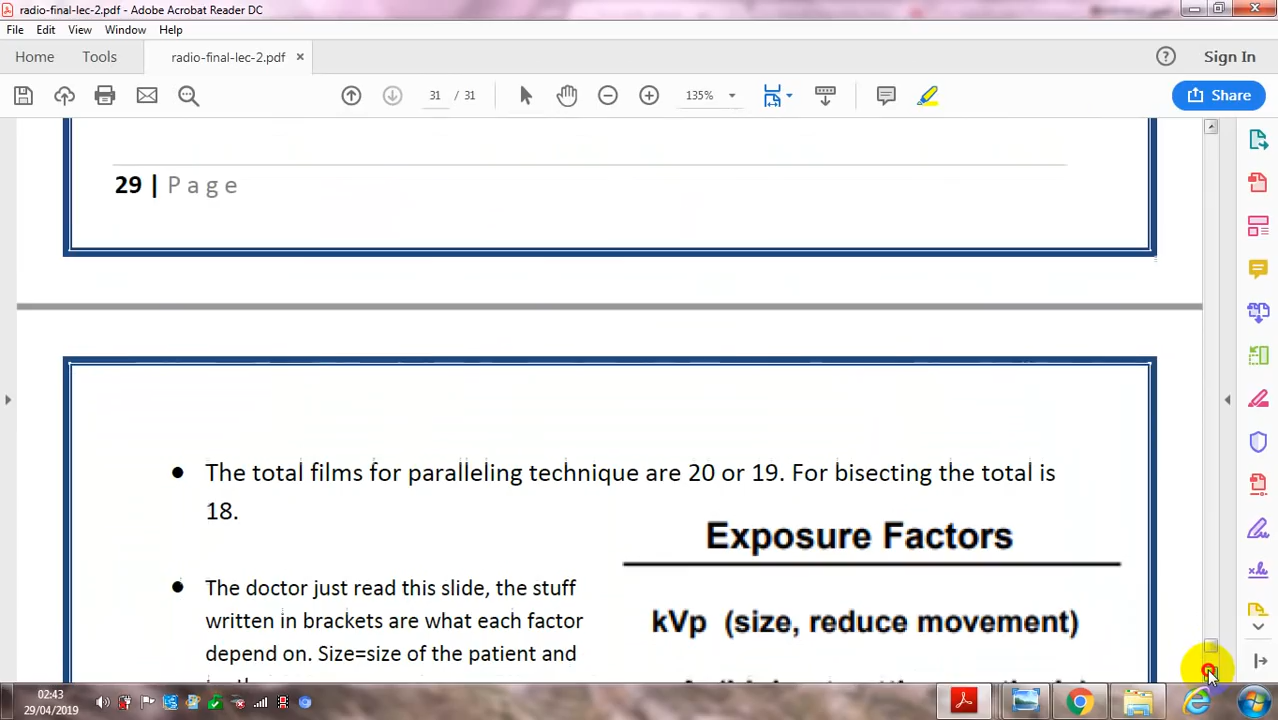 radio-final-lec-2.pdf - Adobe Acrobat Reader DC
File Edit View Window Help
Home Tools radio-final-lec-2.pdf × ? Sign In
31 / 31 135% Share
29 | P a g e
• The total films for paralleling technique are 20 or 19. For bisecting the total is
18.
Exposure Factors
• The doctor just read this slide, the stuff
written in brackets are what each factor
depend on. Size=size of the patient and
kVp (size, reduce movement)
02:43
29/04/2019